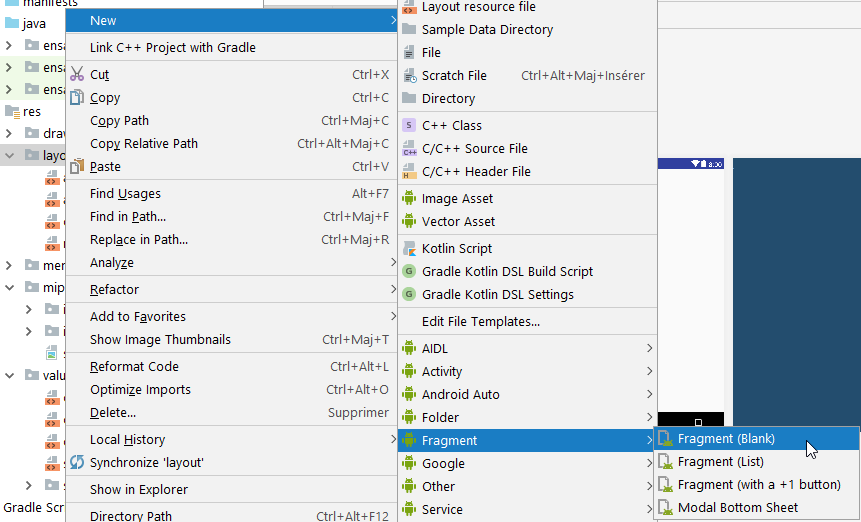 manifests
java
ensa
ensa
ensa
res
draw
layo
men
mip
valu
Gradle Scr
New
Link C++ Project with Gradle
Cut Ctrl+X
Copy Ctrl+C
Copy Path Ctrl+Maj+C
Copy Relative Path Ctrl+Alt+Maj+C
Paste Ctrl+V
Find Usages Alt+F7
Find in Path... Ctrl+Maj+F
Replace in Path... Ctrl+Maj+R
Analyze
Refactor
Add to Favorites
Show Image Thumbnails Ctrl+Maj+T
Reformat Code Ctrl+Alt+L
Optimize Imports Ctrl+Alt+O
Delete... Supprimer
Local History
Synchronize 'layout'
Show in Explorer
Directory Path Ctrl+Alt+F12
Layout resource file
Sample Data Directory
File
Scratch File Ctrl+Alt+Maj+Insérer
Directory
S C++ Class
C++ C/C++ Source File
H C/C++ Header File
Image Asset
Vector Asset
Kotlin Script
G Gradle Kotlin DSL Build Script
G Gradle Kotlin DSL Settings
Edit File Templates...
AIDL
Activity
Android Auto
Folder
Fragment
Google
Other
Service
8:00
Fragment (Blank)
Fragment (List)
Fragment (with a +1 button)
Modal Bottom Sheet